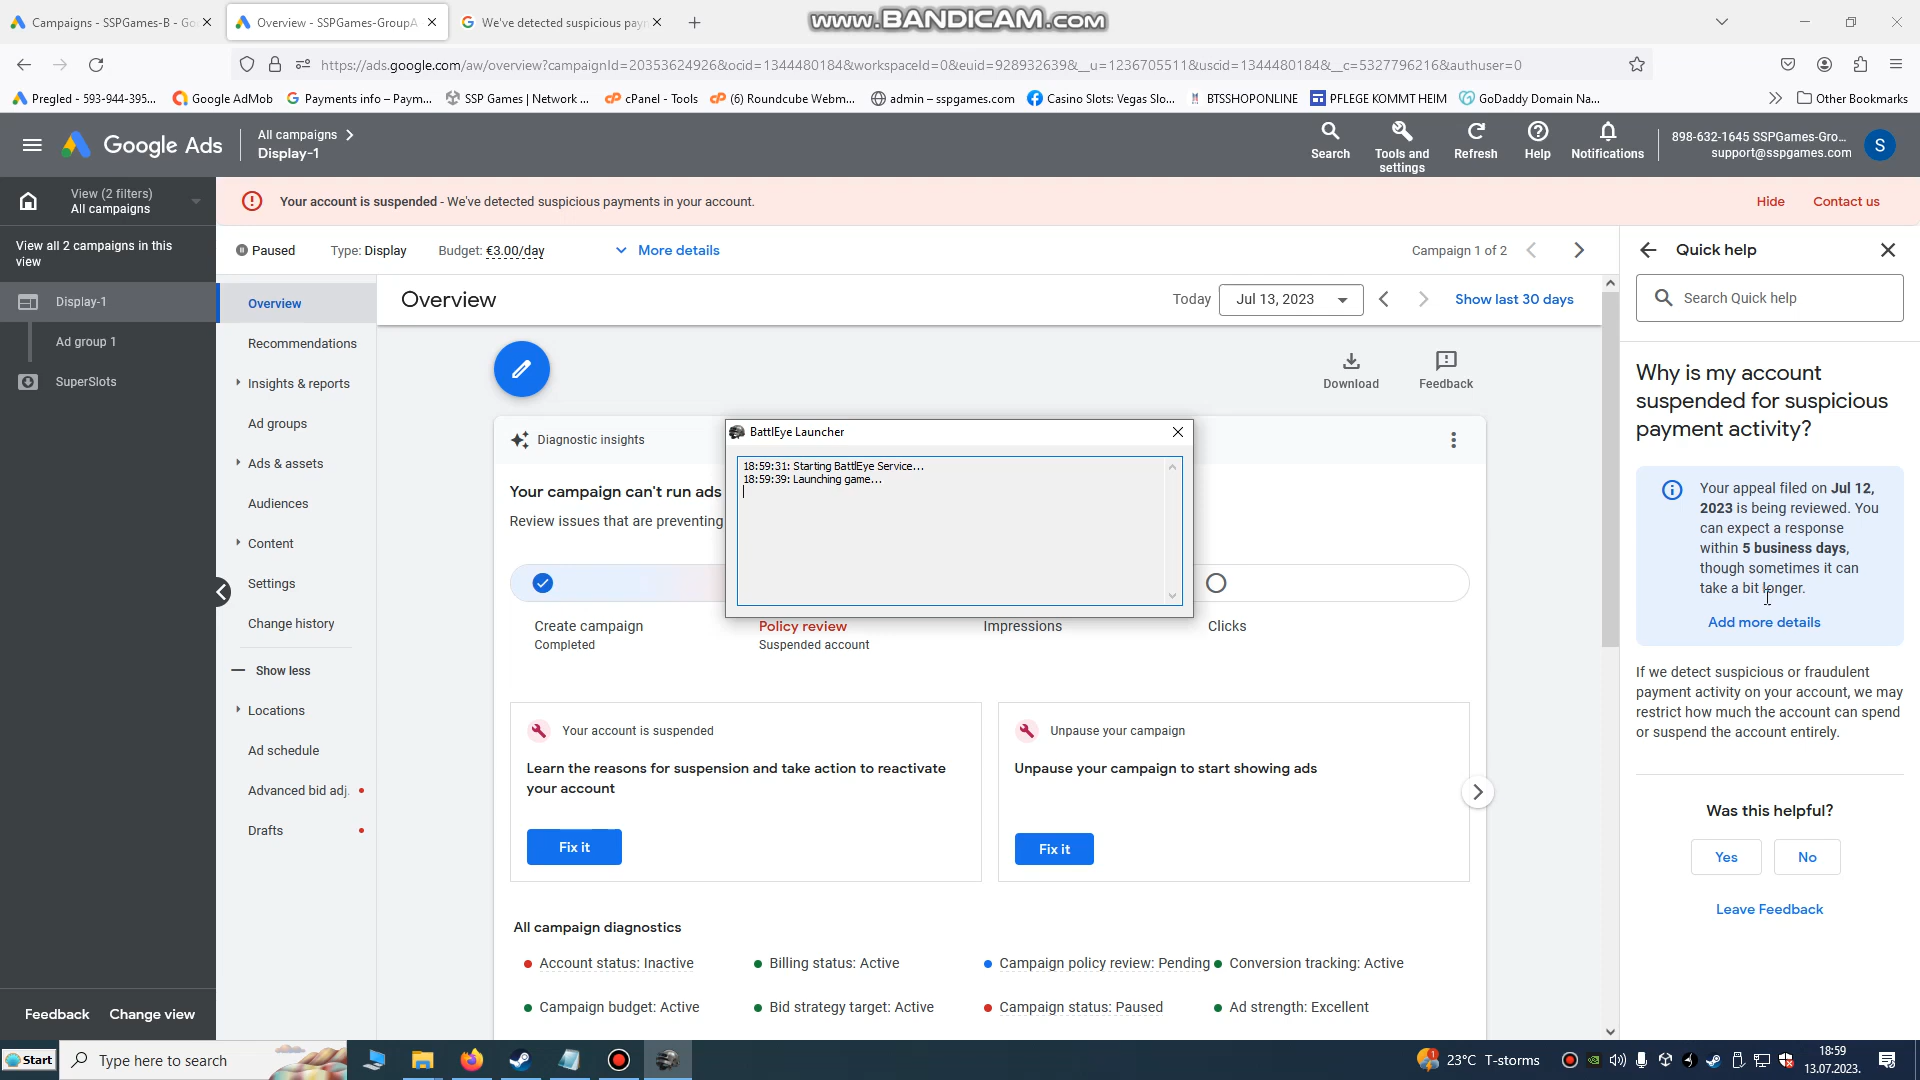 Campaigns - SSPGames-B - Go
Overview - SSPGames-GroupA
We've detected suspicious pay
www.BANDICAM.com
https://ads.google.com/aw/overview?campaignId=20353624926&ocid=1344480184&workspaceId=0&euid=928932639&__u=1236705511&uscid=1344480184&__c=5327796216&authuser=0
Pregled - 593-944-395...
Google AdMob
Payments info – Paym...
SSP Games | Network ...
cPanel - Tools
(6) Roundcube Webm...
admin – sspgames.com
Casino Slots: Vegas Slo...
BTSSHOPONLINE
PFLEGE KOMMT HEIM
GoDaddy Domain Na...
Other Bookmarks
Google Ads
All campaigns
Display-1
Search
Tools and
settings
Refresh
Help
Notifications
898-632-1645 SSPGames-Gro...
support@sspgames.com
S
View (2 filters)
All campaigns
Your account is suspended - We've detected suspicious payments in your account.
Hide
Contact us
View all 2 campaigns in this
view
Paused
Type: Display
Budget: €3.00/day
More details
Campaign 1 of 2
Display-1
Ad group 1
SuperSlots
Overview
Recommendations
Insights & reports
Ad groups
Ads & assets
Audiences
Content
Settings
Change history
Show less
Locations
Ad schedule
Advanced bid adj.
Drafts
Overview
Today
Jul 13, 2023
Show last 30 days
Download
Feedback
Diagnostic insights
Your campaign can't run ads
Review issues that are preventing
BattlEye Launcher
18:59:31: Starting BattlEye Service...
18:59:39: Launching game...
Create campaign
Completed
Policy review
Suspended account
Impressions
Clicks
Your account is suspended
Learn the reasons for suspension and take action to reactivate
your account
Fix it
Unpause your campaign
Unpause your campaign to start showing ads
Fix it
All campaign diagnostics
Account status: Inactive
Billing status: Active
Campaign policy review: Pending
Conversion tracking: Active
Campaign budget: Active
Bid strategy target: Active
Campaign status: Paused
Ad strength: Excellent
Quick help
Search Quick help
Why is my account
suspended for suspicious
payment activity?
Your appeal filed on Jul 12,
2023 is being reviewed. You
can expect a response
within 5 business days,
though sometimes it can
take a bit longer.
Add more details
If we detect suspicious or fraudulent
payment activity on your account, we may
restrict how much the account can spend
or suspend the account entirely.
Was this helpful?
Yes
No
Leave Feedback
Feedback
Change view
Start
Type here to search
1
23°C T-storms
18:59
13.07.2023.